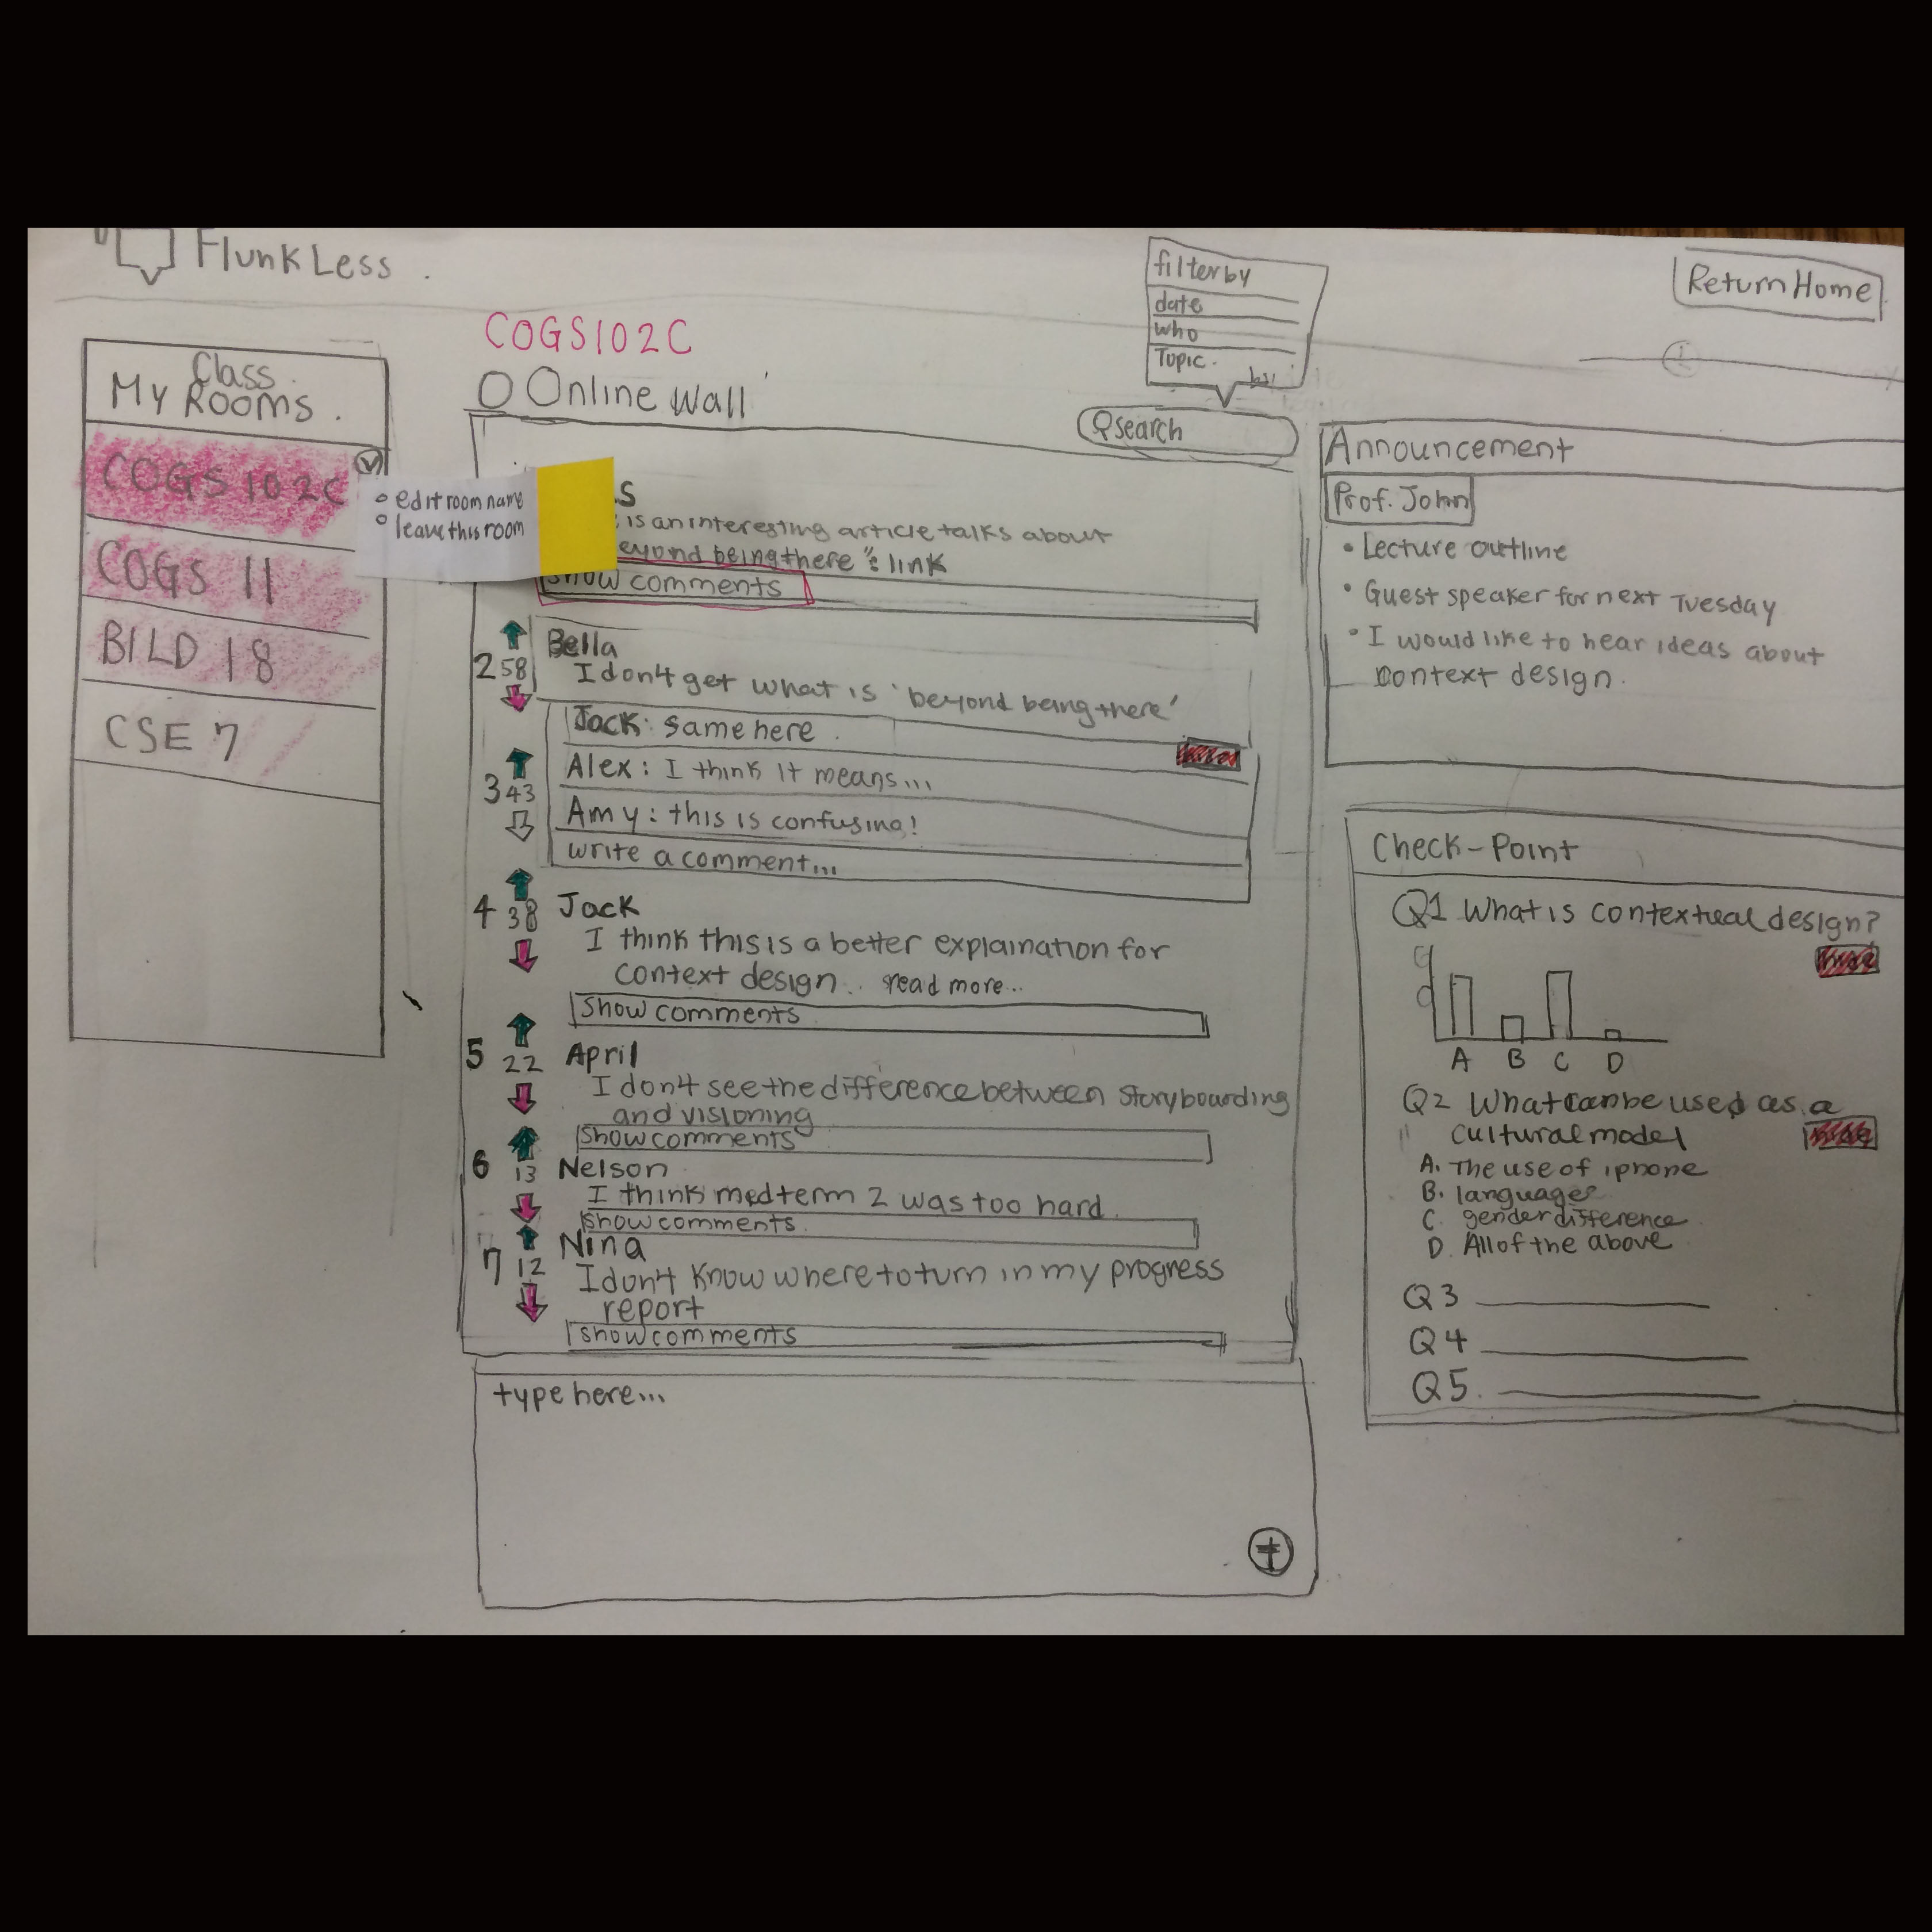 FlunkLess
filter by
date
who
Topic
Return Home
COGS102C
Online Wall
search
Class
My Rooms
COGS 102C
COGS 11
BILD 18
CSE 7
edit room name
leave this room
is an interesting article talks about
eyond being there": link
show comments
2 58 Bella
I don't get what is 'beyond being there'
Jack: same here
Alex: I think it means...
3 43
Amy: this is confusing!
write a comment...
4 38 Jack
I think this is a better explaination for
context design.. read more...
Show comments
5 22 April
I don't see the difference between storyboarding
and visioning
Show comments
6 13 Nelson
I think medterm 2 was too hard
show comments
7 12 Nina
I don't know where to turn in my progress
report
show comments
type here...
Announcement
Prof. John
• Lecture outline
• Guest speaker for next Tuesday
• I would like to hear ideas about
context design.
Check-Point
Q1 What is contextual design?
A B C D
Q2 What can be used as a
cultural model
A. The use of iphone
B. languages
C. gender difference
D. All of the above
Q3
Q4
Q5.